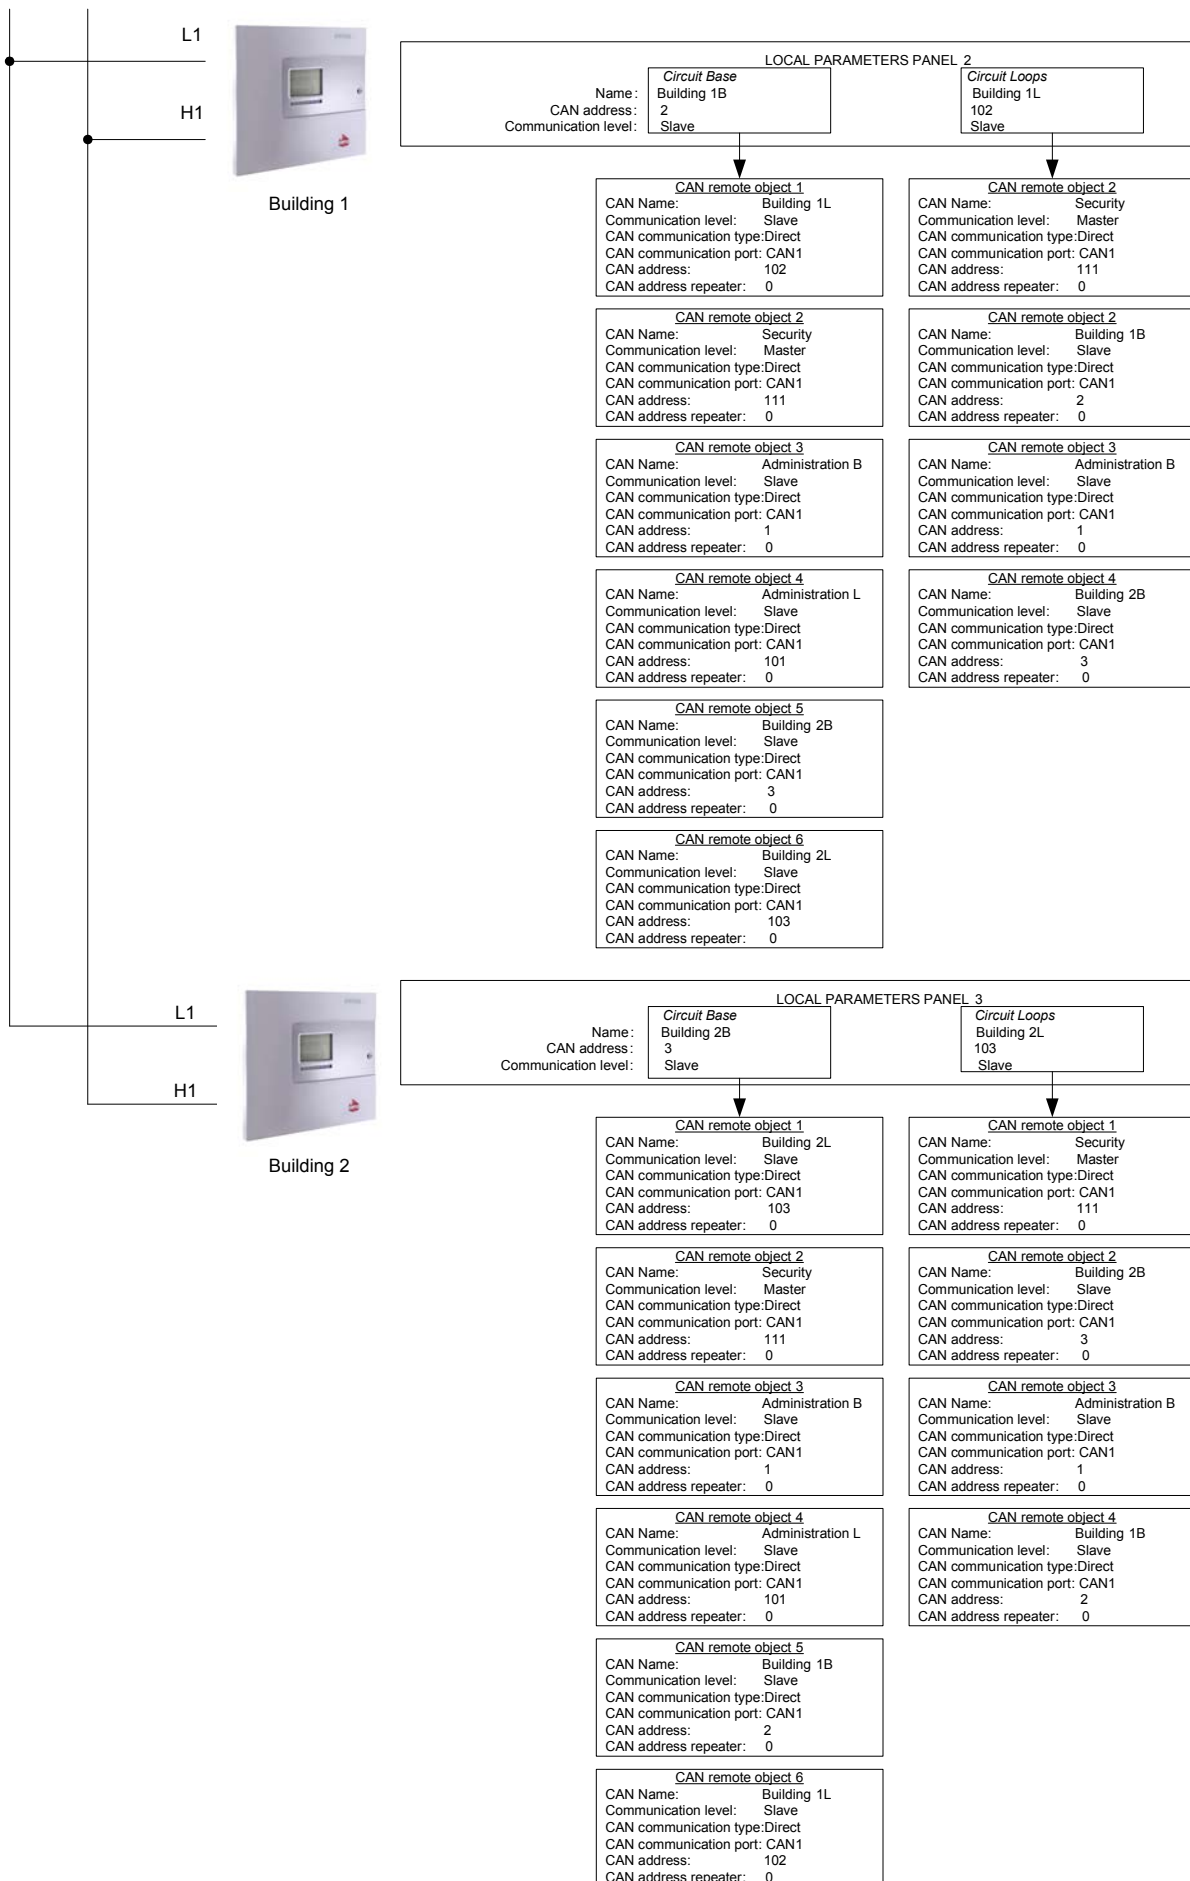 L1
H1
Building 1
LOCAL PARAMETERS PANEL 2
Circuit Base
Circuit Loops
Name: Building 1B Building 1L
CAN address: 2 102
Communication level: Slave Slave
CAN remote object 1
CAN Name: Building 1L
Communication level: Slave
CAN communication type:Direct
CAN communication port: CAN1
CAN address: 102
CAN address repeater: 0
CAN remote object 2
CAN Name: Security
Communication level: Master
CAN communication type:Direct
CAN communication port: CAN1
CAN address: 111
CAN address repeater: 0
CAN remote object 2
CAN Name: Security
Communication level: Master
CAN communication type:Direct
CAN communication port: CAN1
CAN address: 111
CAN address repeater: 0
CAN remote object 2
CAN Name: Building 1B
Communication level: Slave
CAN communication type:Direct
CAN communication port: CAN1
CAN address: 2
CAN address repeater: 0
CAN remote object 3
CAN Name: Administration B
Communication level: Slave
CAN communication type:Direct
CAN communication port: CAN1
CAN address: 1
CAN address repeater: 0
CAN remote object 3
CAN Name: Administration B
Communication level: Slave
CAN communication type:Direct
CAN communication port: CAN1
CAN address: 1
CAN address repeater: 0
CAN remote object 4
CAN Name: Administration L
Communication level: Slave
CAN communication type:Direct
CAN communication port: CAN1
CAN address: 101
CAN address repeater: 0
CAN remote object 4
CAN Name: Building 2B
Communication level: Slave
CAN communication type:Direct
CAN communication port: CAN1
CAN address: 3
CAN address repeater: 0
CAN remote object 5
CAN Name: Building 2B
Communication level: Slave
CAN communication type:Direct
CAN communication port: CAN1
CAN address: 3
CAN address repeater: 0
CAN remote object 6
CAN Name: Building 2L
Communication level: Slave
CAN communication type:Direct
CAN communication port: CAN1
CAN address: 103
CAN address repeater: 0
L1
H1
Building 2
LOCAL PARAMETERS PANEL 3
Circuit Base
Circuit Loops
Name: Building 2B Building 2L
CAN address: 3 103
Communication level: Slave Slave
CAN remote object 1
CAN Name: Building 2L
Communication level: Slave
CAN communication type:Direct
CAN communication port: CAN1
CAN address: 103
CAN address repeater: 0
CAN remote object 1
CAN Name: Security
Communication level: Master
CAN communication type:Direct
CAN communication port: CAN1
CAN address: 111
CAN address repeater: 0
CAN remote object 2
CAN Name: Security
Communication level: Master
CAN communication type:Direct
CAN communication port: CAN1
CAN address: 111
CAN address repeater: 0
CAN remote object 2
CAN Name: Building 2B
Communication level: Slave
CAN communication type:Direct
CAN communication port: CAN1
CAN address: 3
CAN address repeater: 0
CAN remote object 3
CAN Name: Administration B
Communication level: Slave
CAN communication type:Direct
CAN communication port: CAN1
CAN address: 1
CAN address repeater: 0
CAN remote object 3
CAN Name: Administration B
Communication level: Slave
CAN communication type:Direct
CAN communication port: CAN1
CAN address: 1
CAN address repeater: 0
CAN remote object 4
CAN Name: Administration L
Communication level: Slave
CAN communication type:Direct
CAN communication port: CAN1
CAN address: 101
CAN address repeater: 0
CAN remote object 4
CAN Name: Building 1B
Communication level: Slave
CAN communication type:Direct
CAN communication port: CAN1
CAN address: 2
CAN address repeater: 0
CAN remote object 5
CAN Name: Building 1B
Communication level: Slave
CAN communication type:Direct
CAN communication port: CAN1
CAN address: 2
CAN address repeater: 0
CAN remote object 6
CAN Name: Building 1L
Communication level: Slave
CAN communication type:Direct
CAN communication port: CAN1
CAN address: 102
CAN address repeater: 0